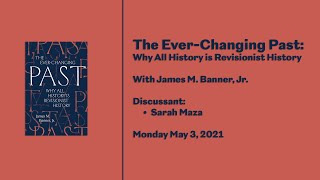 THE
EVER-CHANGING
PAST
WHY ALL
HISTORY IS
REVISIONIST
HISTORY
James M.
Banner, Jr.
The Ever-Changing Past:
Why All History is Revisionist History
With James M. Banner, Jr.
Discussant:
• Sarah Maza
Monday May 3, 2021